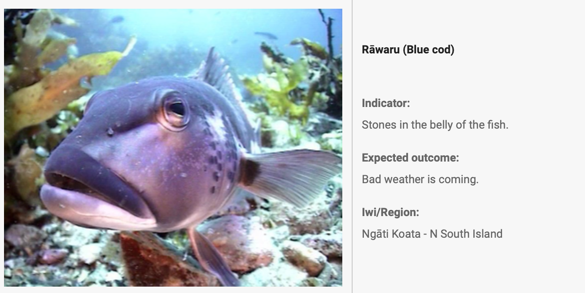 Rāwaru (Blue cod)
Indicator:
Stones in the belly of the fish.
Expected outcome:
Bad weather is coming.
Iwi/Region:
Ngāti Koata - N South Island